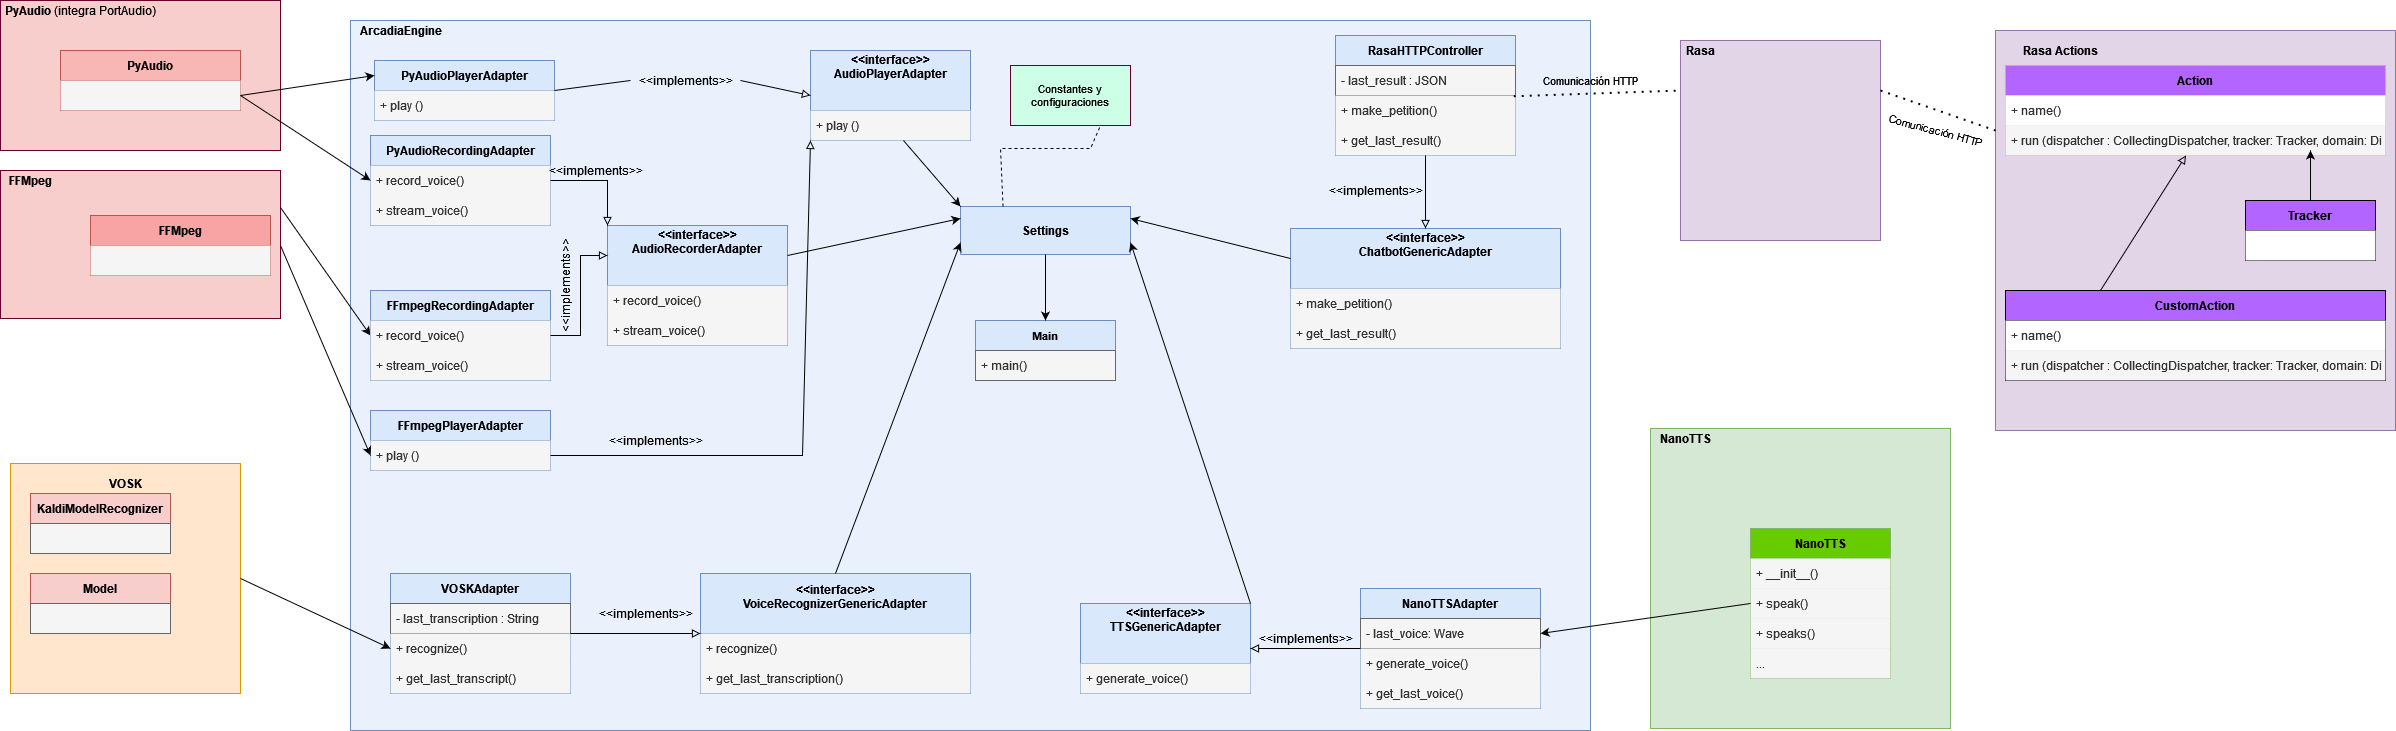 PyAudio (integra PortAudio)
PyAudio
FFMpeg
FFMpeg
VOSK
KaldiModelRecognizer
Model
ArcadiaEngine
PyAudioPlayerAdapter
+ play ()
<<implements>>
<<interface>>
AudioPlayerAdapter
+ play ()
PyAudioRecordingAdapter
+ record_voice()
+ stream_voice()
<<implements>>
<<interface>>
AudioRecorderAdapter
+ record_voice()
+ stream_voice()
<<implements>>
FFmpegRecordingAdapter
+ record_voice()
+ stream_voice()
FFmpegPlayerAdapter
+ play ()
<<implements>>
Constantes y
configuraciones
Settings
Main
+ main()
RasaHTTPController
- last_result : JSON
+ make_petition()
+ get_last_result()
<<implements>>
<<interface>>
ChatbotGenericAdapter
+ make_petition()
+ get_last_result()
VOSKAdapter
- last_transcription : String
+ recognize()
+ get_last_transcript()
<<implements>>
<<interface>>
VoiceRecognizerGenericAdapter
+ recognize()
+ get_last_transcription()
<<interface>>
TTSGenericAdapter
+ generate_voice()
<<implements>>
NanoTTSAdapter
- last_voice: Wave
+ generate_voice()
+ get_last_voice()
Comunicación HTTP
Rasa
Comunicación HTTP
Rasa Actions
Action
+ name()
+ run (dispatcher : CollectingDispatcher, tracker: Tracker, domain: Di
Tracker
CustomAction
+ name()
+ run (dispatcher : CollectingDispatcher, tracker: Tracker, domain: Di
NanoTTS
NanoTTS
+ __init__()
+ speak()
+ speaks()
...